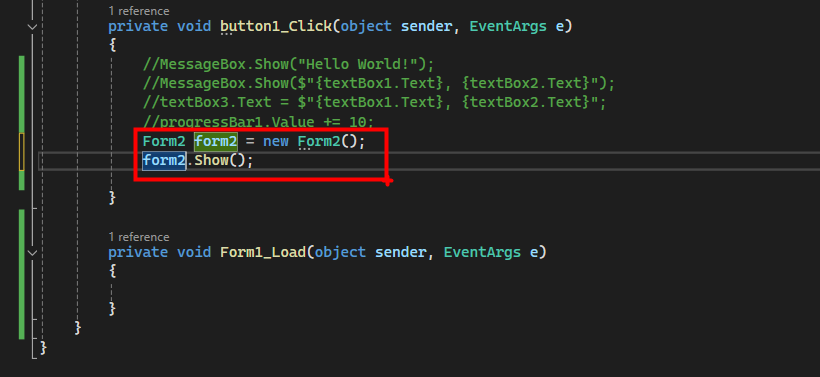 1 reference
private void button1_Click(object sender, EventArgs e)
{
//MessageBox.Show("Hello World!");
//MessageBox.Show($"{textBox1.Text}, {textBox2.Text}");
//textBox3.Text = $"{textBox1.Text}, {textBox2.Text}";
//progressBar1.Value += 10;
Form2 form2 = new Form2();
form2.Show();
}
1 reference
private void Form1_Load(object sender, EventArgs e)
{
}
}
}